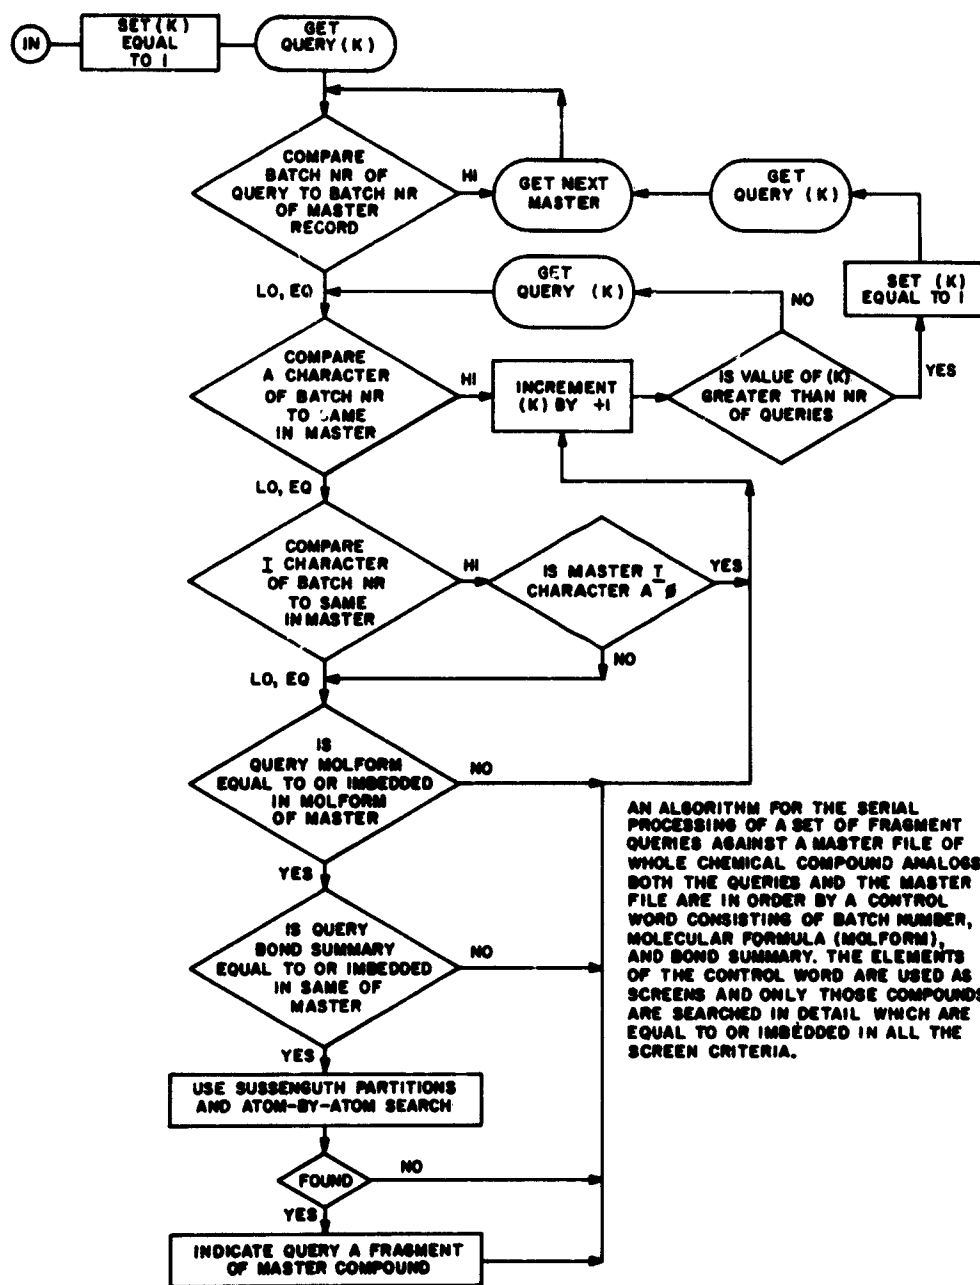 IN
SET (K)
EQUAL
TO 1
GET
QUERY (K)
COMPARE
BATCH NR OF
QUERY TO BATCH NR
OF MASTER
RECORD
HI
GET NEXT
MASTER
GET
QUERY (K)
LO, EQ
GET
QUERY (K)
NO
SET (K)
EQUAL TO 1
YES
COMPARE
A CHARACTER
OF BATCH NR
TO SAME
IN MASTER
HI
INCREMENT
(K) BY +1
IS VALUE OF (K)
GREATER THAN NR
OF QUERIES
LO, EQ
COMPARE
I CHARACTER
OF BATCH NR
TO SAME
IN MASTER
HI
IS MASTER I
CHARACTER A Ø
YES
NO
LO, EQ
IS
QUERY MOLFORM
EQUAL TO OR IMBEDDED
IN MOLFORM
OF MASTER
NO
YES
IS QUERY
BOND SUMMARY
EQUAL TO OR IMBEDDED
IN SAME OF
MASTER
NO
YES
USE SUSSENGUTH PARTITIONS
AND ATOM-BY-ATOM SEARCH
FOUND
NO
YES
INDICATE QUERY A FRAGMENT
OF MASTER COMPOUND
AN ALGORITHM FOR THE SERIAL
PROCESSING OF A SET OF FRAGMENT
QUERIES AGAINST A MASTER FILE OF
WHOLE CHEMICAL COMPOUND ANALOGS
BOTH THE QUERIES AND THE MASTER
FILE ARE IN ORDER BY A CONTROL
WORD CONSISTING OF BATCH NUMBER,
MOLECULAR FORMULA (MOLFORM),
AND BOND SUMMARY. THE ELEMENTS
OF THE CONTROL WORD ARE USED AS
SCREENS AND ONLY THOSE COMPOUNDS
ARE SEARCHED IN DETAIL WHICH ARE
EQUAL TO OR IMBEDDED IN ALL THE
SCREEN CRITERIA.